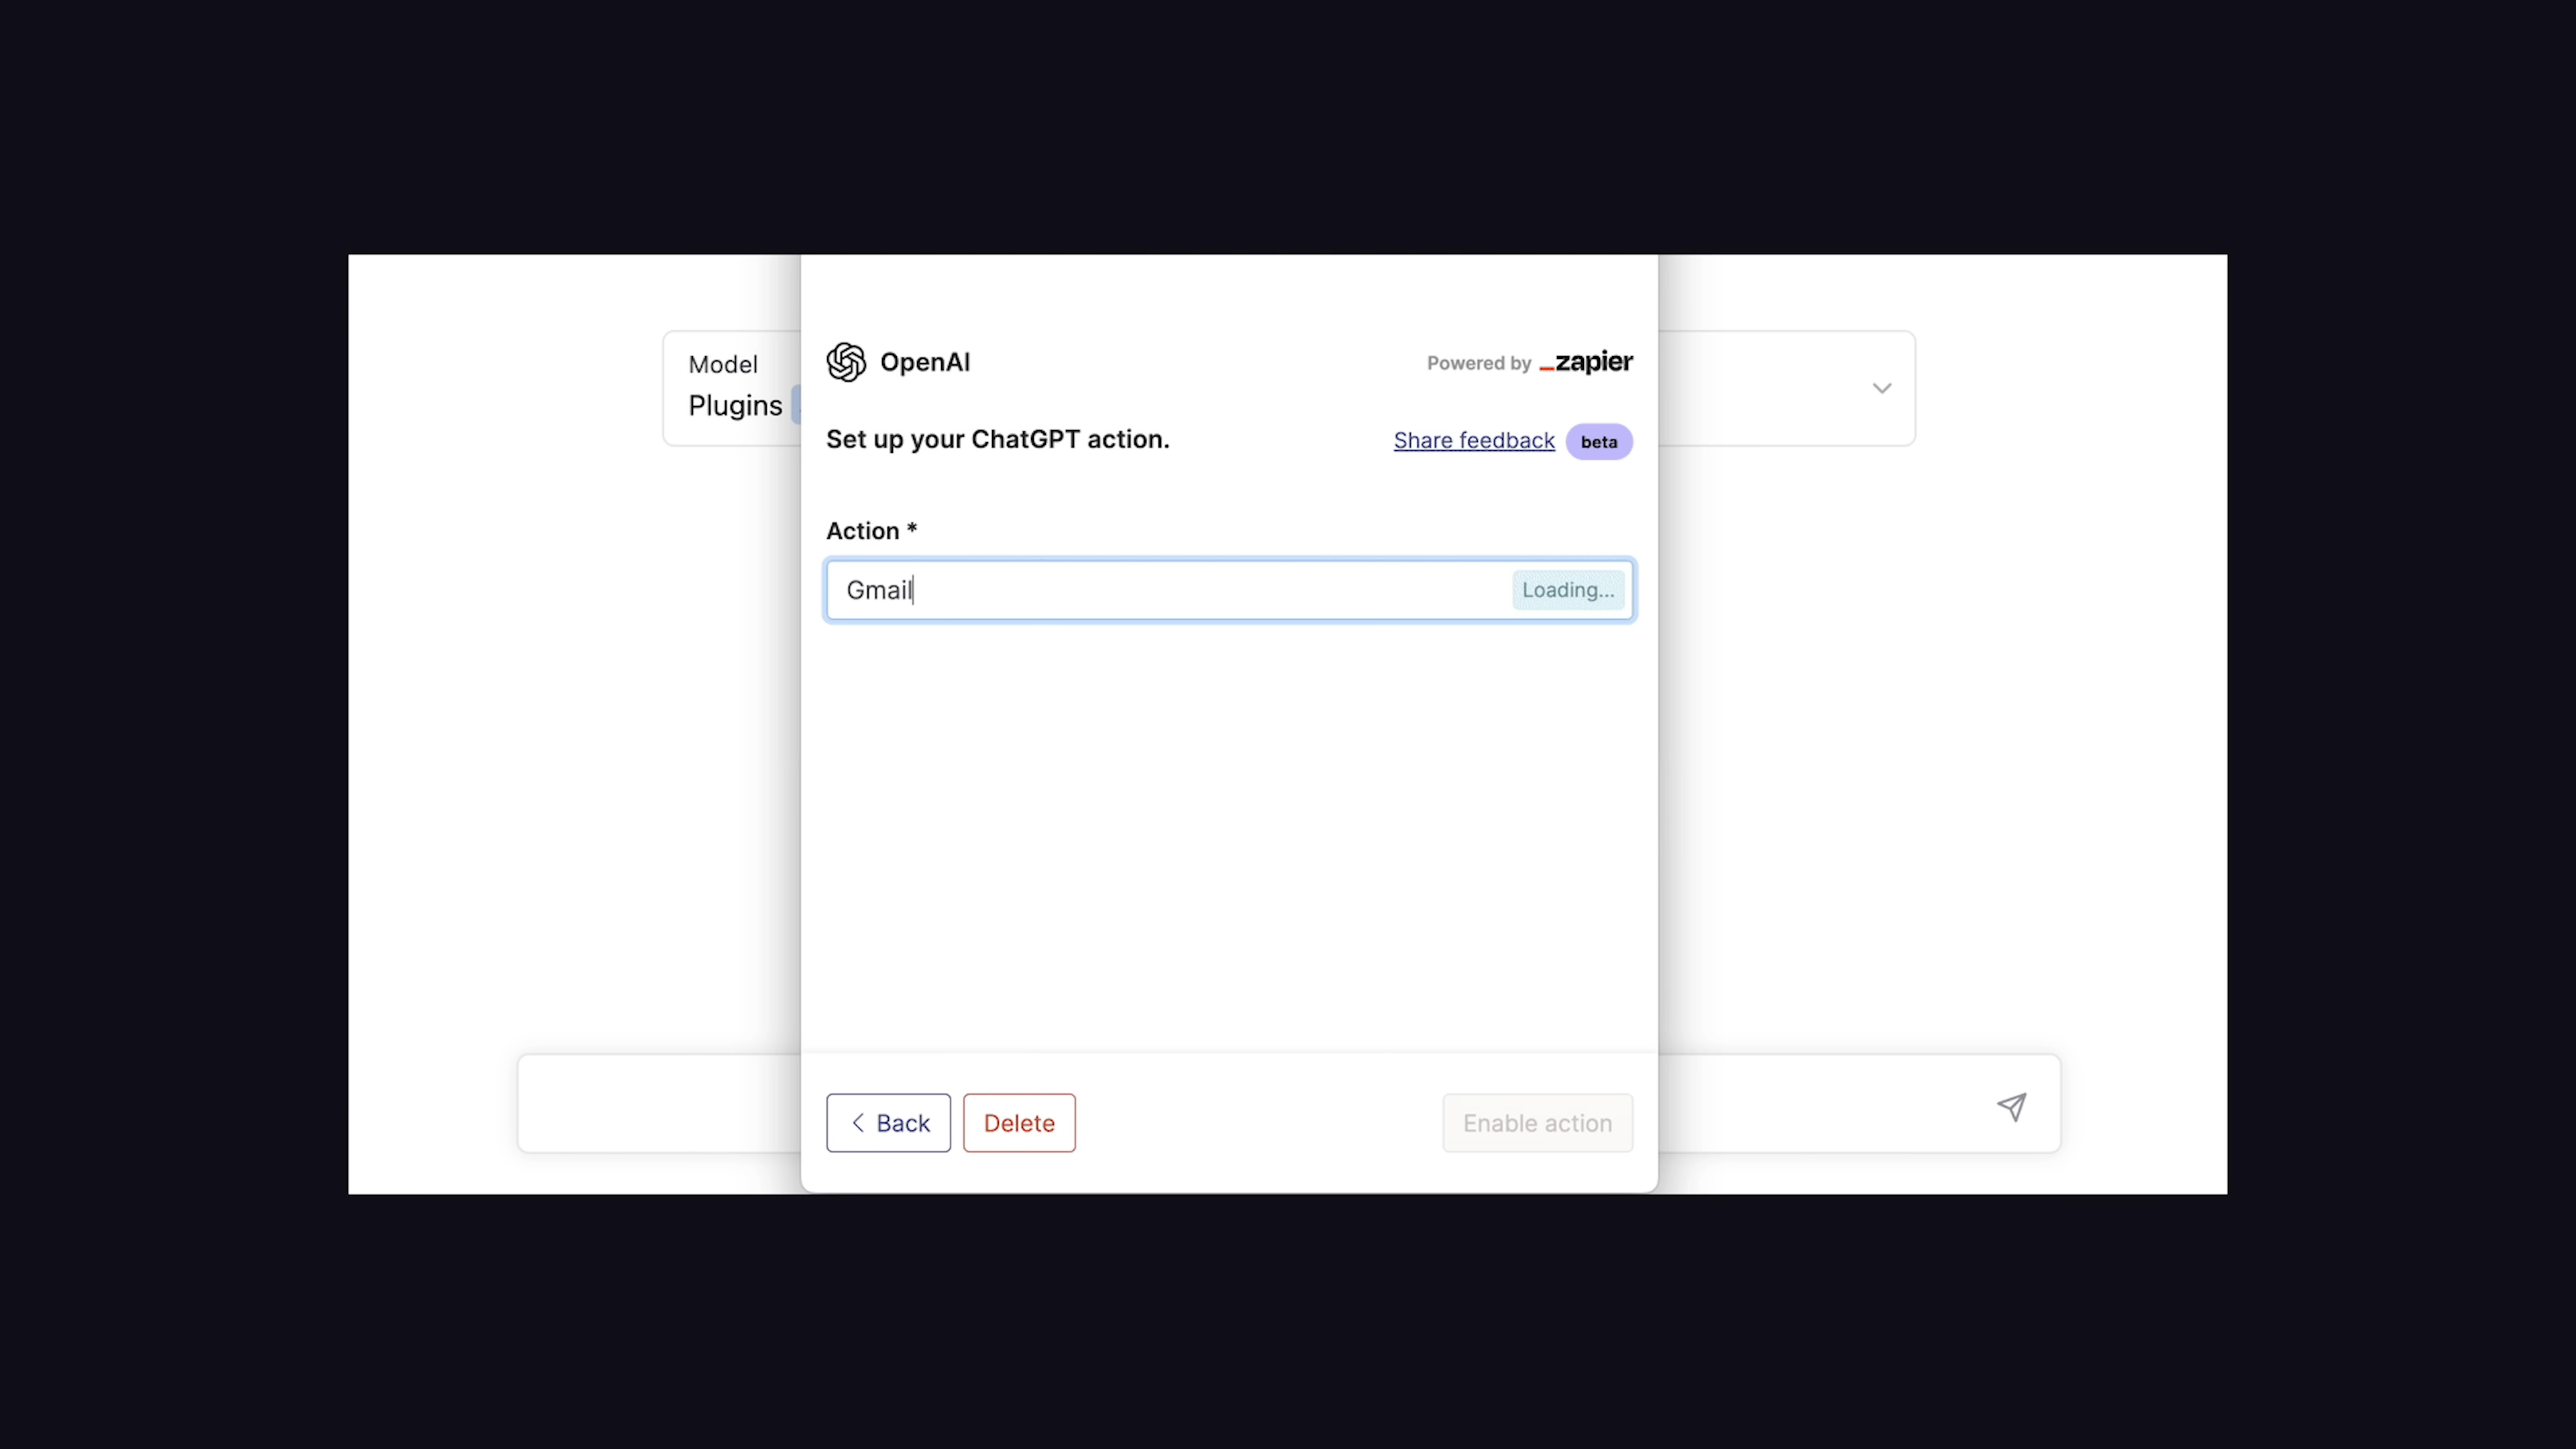 Model
Plugins
OpenAI
Powered by zapier
Set up your ChatGPT action.
Share feedback beta
Action *
Gmail
Loading...
Back
Delete
Enable action